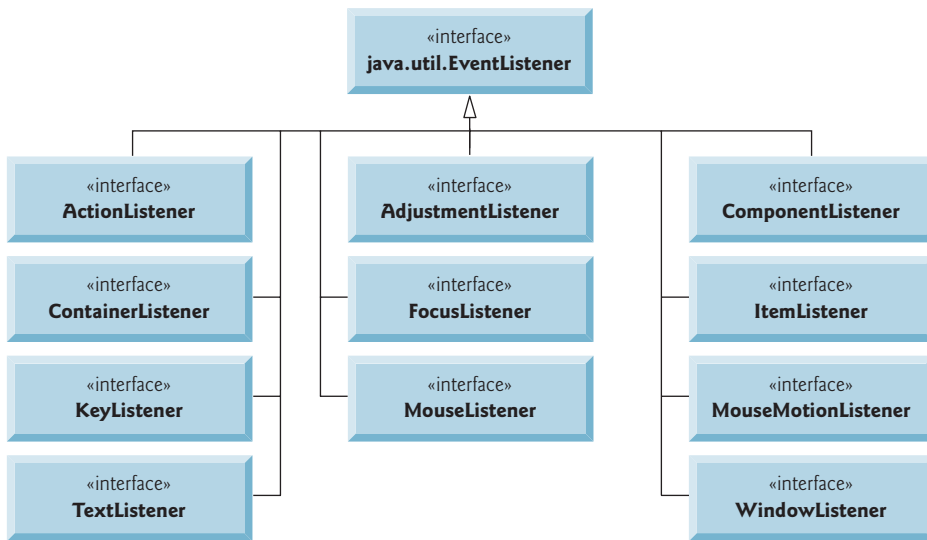 «interface»
java.util.EventListener
«interface»
ActionListener
«interface»
AdjustmentListener
«interface»
ComponentListener
«interface»
ContainerListener
«interface»
FocusListener
«interface»
ItemListener
«interface»
KeyListener
«interface»
MouseListener
«interface»
MouseMotionListener
«interface»
TextListener
«interface»
WindowListener